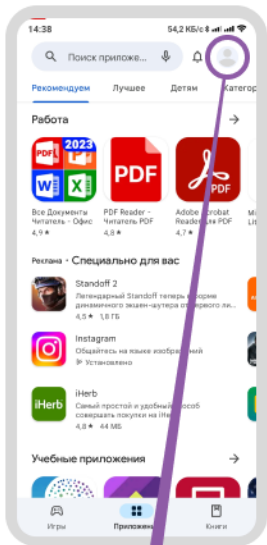 14:38 54,2 КБ/с
Поиск приложе...
Рекомендуем Лучшее Детям Категор
Работа
PDF 2023
W X
PDF
PDF
Все Документы
Читатель - Офис
4,9 ★
PDF Reader -
Читатель PDF
4,8 ★
Adobe Acrobat
Reader для PDF
4,7 ★
Реклама • Специально для вас
Standoff 2
Легендарный Standoff теперь в форме
динамичного экшен-шутера от первого ли...
4,5 ★ 1,8 ГБ
Instagram
Общайтесь на языке изображений
Установлено
iHerb
iHerb
Самый простой и удобный способ
совершать покупки на iHe
4,8 ★ 44 МБ
Учебные приложения
Игры Приложени Книги